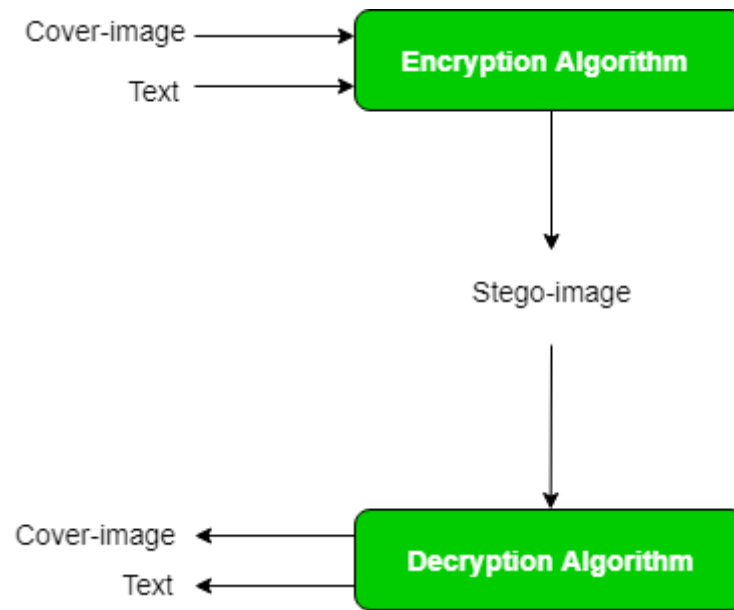 Cover-image
Encryption Algorithm
Text
Stego-image
Cover-image
Decryption Algorithm
Text